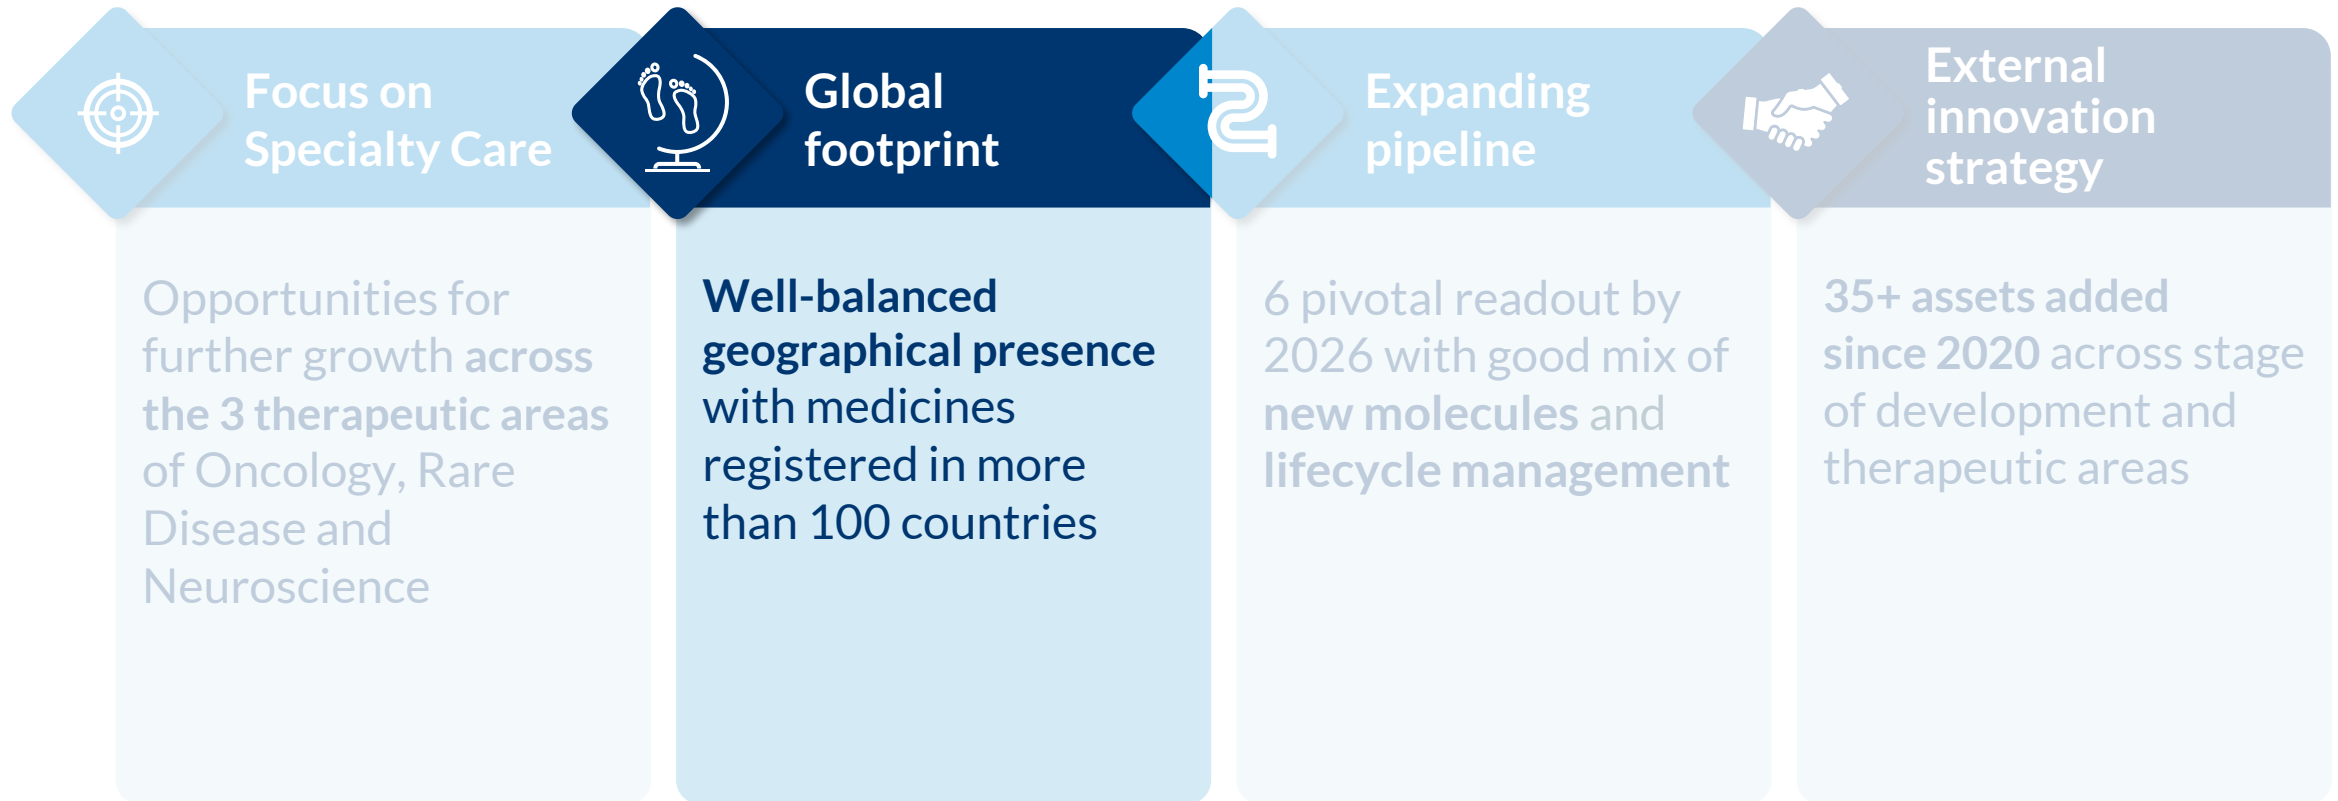 Focus on
Specialty Care
Opportunities for
further growth across
the 3 therapeutic areas
of Oncology, Rare
Disease and
Neuroscience
Global
footprint
Well-balanced
geographical presence
with medicines
registered in more
than 100 countries
Expanding
pipeline
6 pivotal readout by
2026 with good mix of
new molecules and
lifecycle management
External
innovation
strategy
35+ assets added
since 2020 across stage
of development and
therapeutic areas